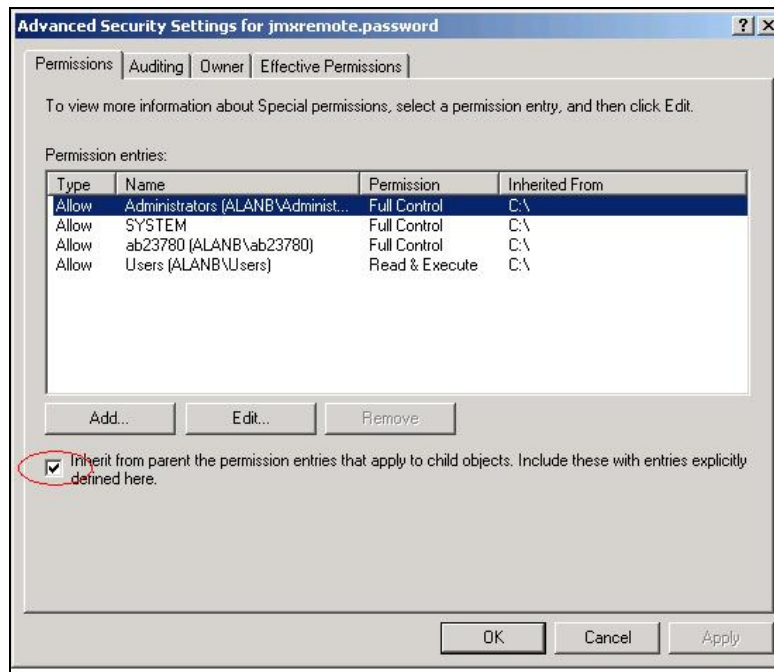 Advanced Security Settings for jmxremote.password
Permissions Auditing Owner Effective Permissions
To view more information about Special permissions, select a permission entry, and then click Edit.
Permission entries:
Type Name Permission Inherited From
Allow Administrators (ALANB\Administ... Full Control C:\
Allow SYSTEM Full Control C:\
Allow ab23780 (ALANB\ab23780) Full Control C:\
Allow Users (ALANB\Users) Read & Execute C:\
Add... Edit... Remove
Inherit from parent the permission entries that apply to child objects. Include these with entries explicitly
defined here.
OK Cancel Apply